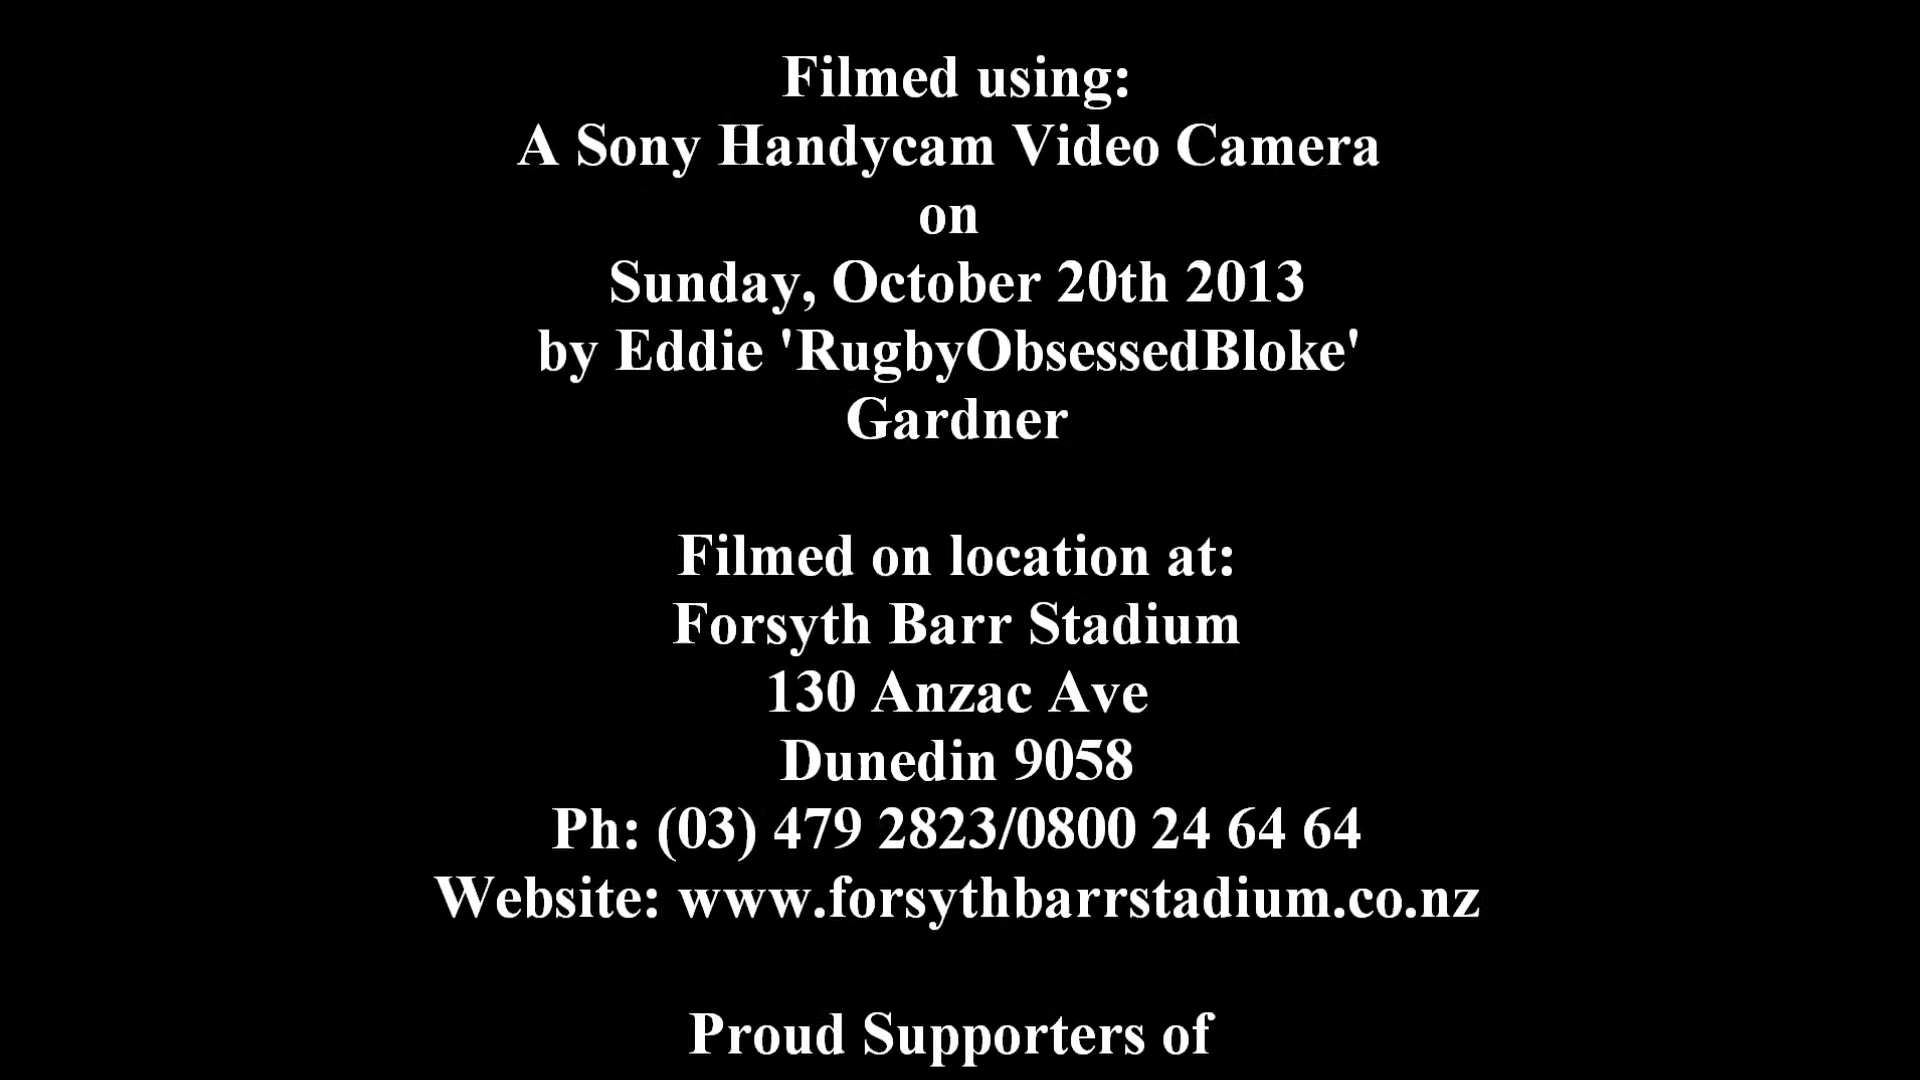 Filmed using:
A Sony Handycam Video Camera
on
Sunday, October 20th 2013
by Eddie 'RugbyObsessedBloke'
Gardner
Filmed on location at:
Forsyth Barr Stadium
130 Anzac Ave
Dunedin 9058
Ph: (03) 479 2823/0800 24 64 64
Website: www.forsythbarrstadium.co.nz
Proud Supporters of